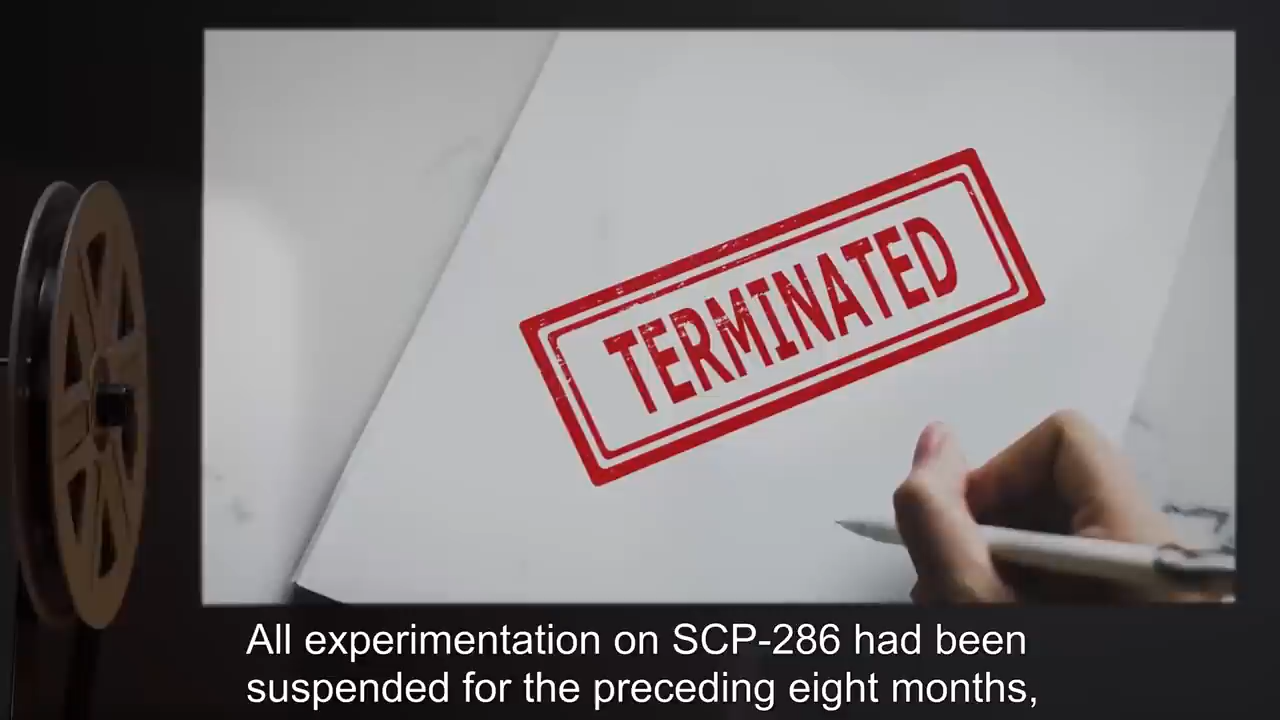 TERMINATED
All experimentation on SCP-286 had been
suspended for the preceding eight months,